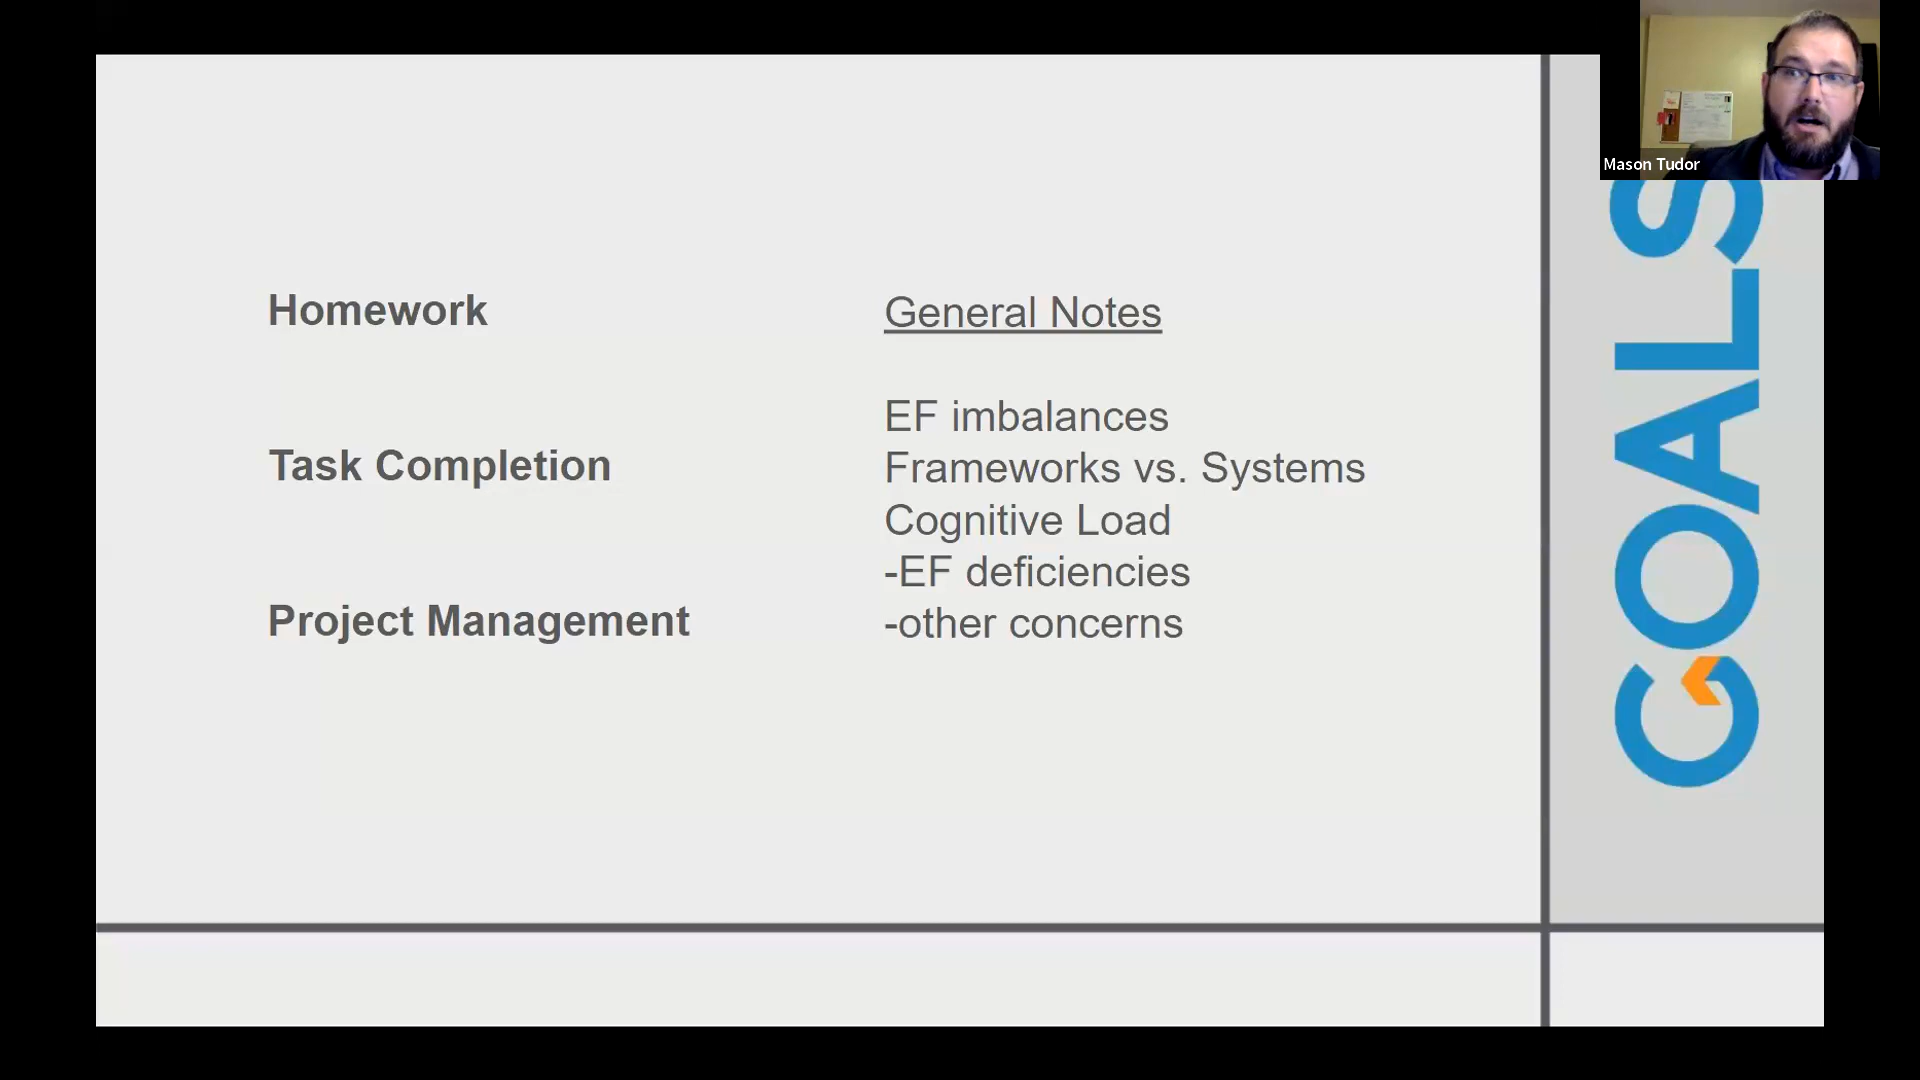 Mason Tudor
Homework
Task Completion
Project Management
General Notes
EF imbalances
Frameworks vs. Systems
Cognitive Load
-EF deficiencies
-other concerns
GOALS